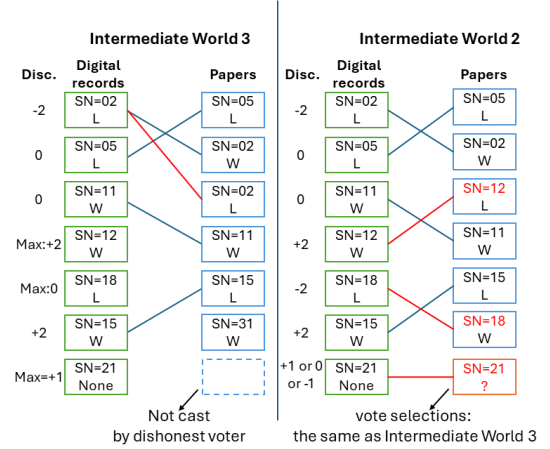 Intermediate World 3
Disc.
Digital
records
Papers
-2
SN=02
L
SN=05
L
0
SN=05
L
SN=02
W
0
SN=11
W
SN=02
L
Max:+2
SN=12
W
SN=11
W
Max:0
SN=18
L
SN=15
L
+2
SN=15
W
SN=31
W
Max=+1
SN=21
None
Not cast
by dishonest voter
Intermediate World 2
Disc.
Digital
records
Papers
-2
SN=02
L
SN=05
L
0
SN=05
L
SN=02
W
0
SN=11
W
SN=12
L
+2
SN=12
W
SN=11
W
-2
SN=18
L
SN=15
L
+2
SN=15
W
SN=18
W
+1 or 0
or -1
SN=21
None
SN=21
?
vote selections:
the same as Intermediate World 3